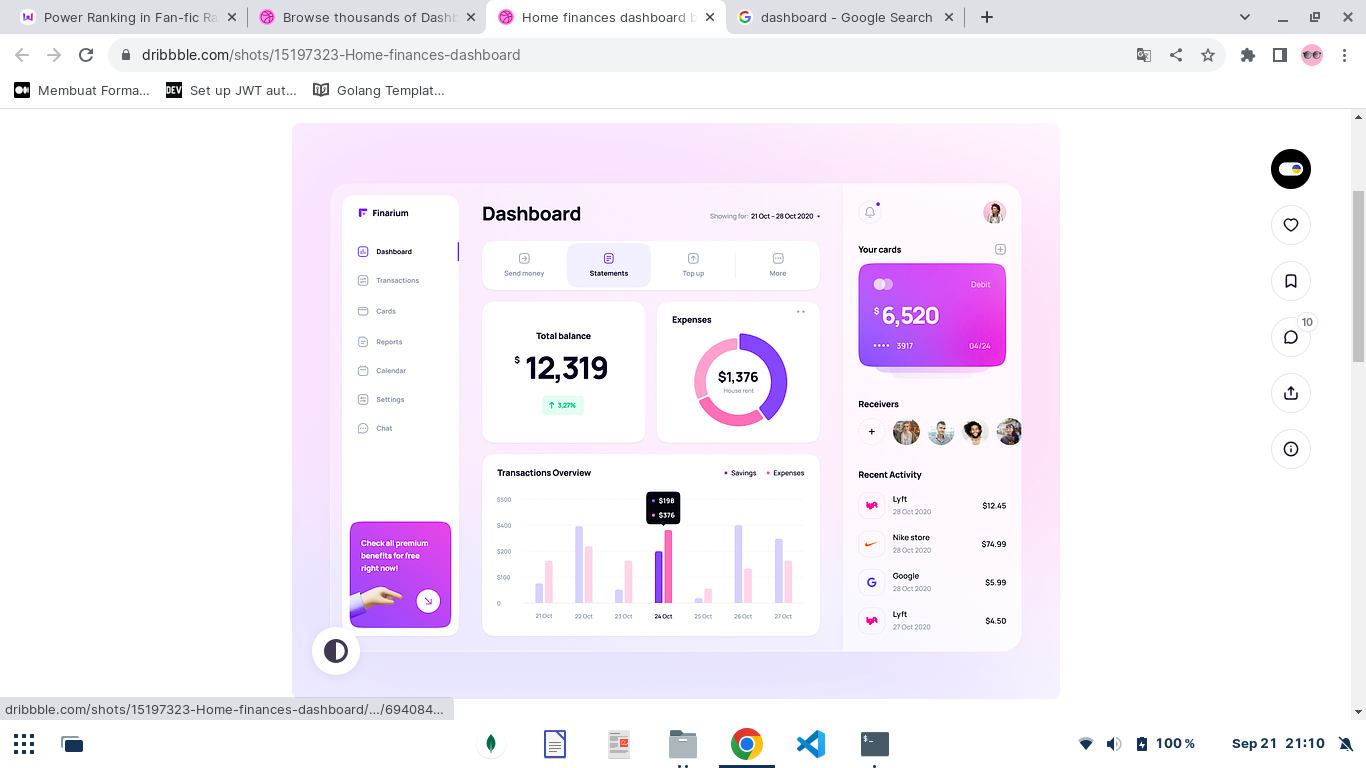 Power Ranking in Fan-fic Ra
Browse thousands of Dashb
Home finances dashboard b
dashboard - Google Search
dribbble.com/shots/15197323-Home-finances-dashboard
Membuat Forma...
DEV
Set up JWT aut...
Golang Templat...
Finarium
Dashboard
Transactions
Cards
Reports
Calendar
Settings
Chat
Check all premium
benefits for free
right now!
Dashboard
Showing for: 21 Oct – 28 Oct 2020
Send money
Statements
Top up
More
Total balance
$ 12,319
3,27%
Expenses
$1,376
House rent
Transactions Overview
Savings
Expenses
$500
$400
$200
$100
0
$198
$376
21 Oct
22 Oct
23 Oct
24 Oct
25 Oct
26 Oct
27 Oct
Your cards
Debit
$ 6,520
•••• 3917
04/24
Receivers
+
Recent Activity
Lyft
28 Oct 2020
$12.45
Nike store
28 Oct 2020
$74.99
Google
28 Oct 2020
$5.99
Lyft
27 Oct 2020
$4.50
10
dribbble.com/shots/15197323-Home-finances-dashboard/.../694084...
100 %
Sep 21 21:10